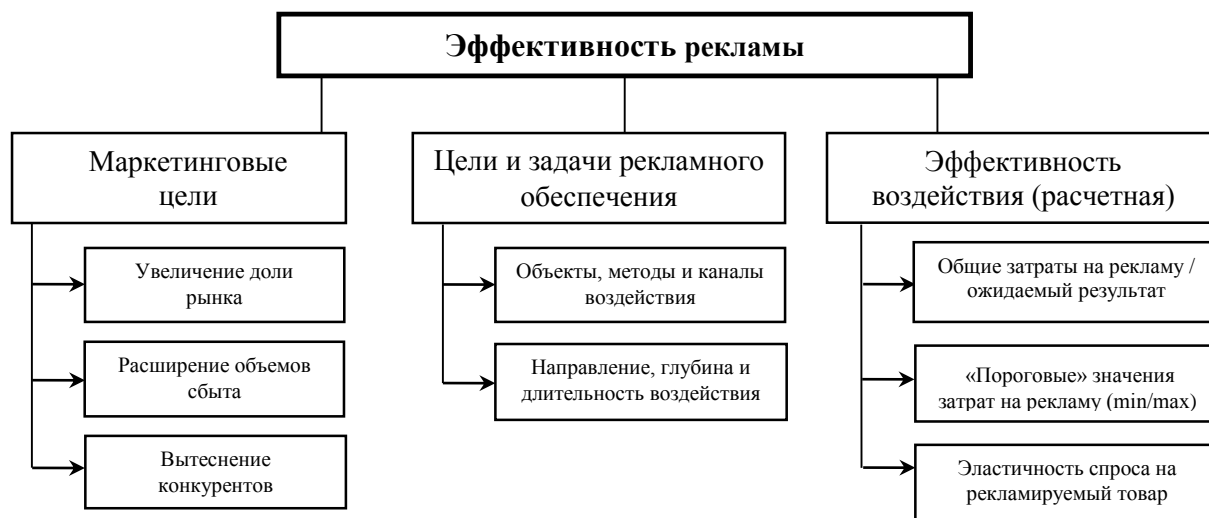 Эффективность рекламы
Маркетинговые
цели
Увеличение доли
рынка
Расширение объемов
сбыта
Вытеснение
конкурентов
Цели и задачи рекламного
обеспечения
Объекты, методы и каналы
воздействия
Направление, глубина и
длительность воздействия
Эффективность
воздействия (расчетная)
Общие затраты на рекламу /
ожидаемый результат
«Пороговые» значения
затрат на рекламу (min/max)
Эластичность спроса на
рекламируемый товар